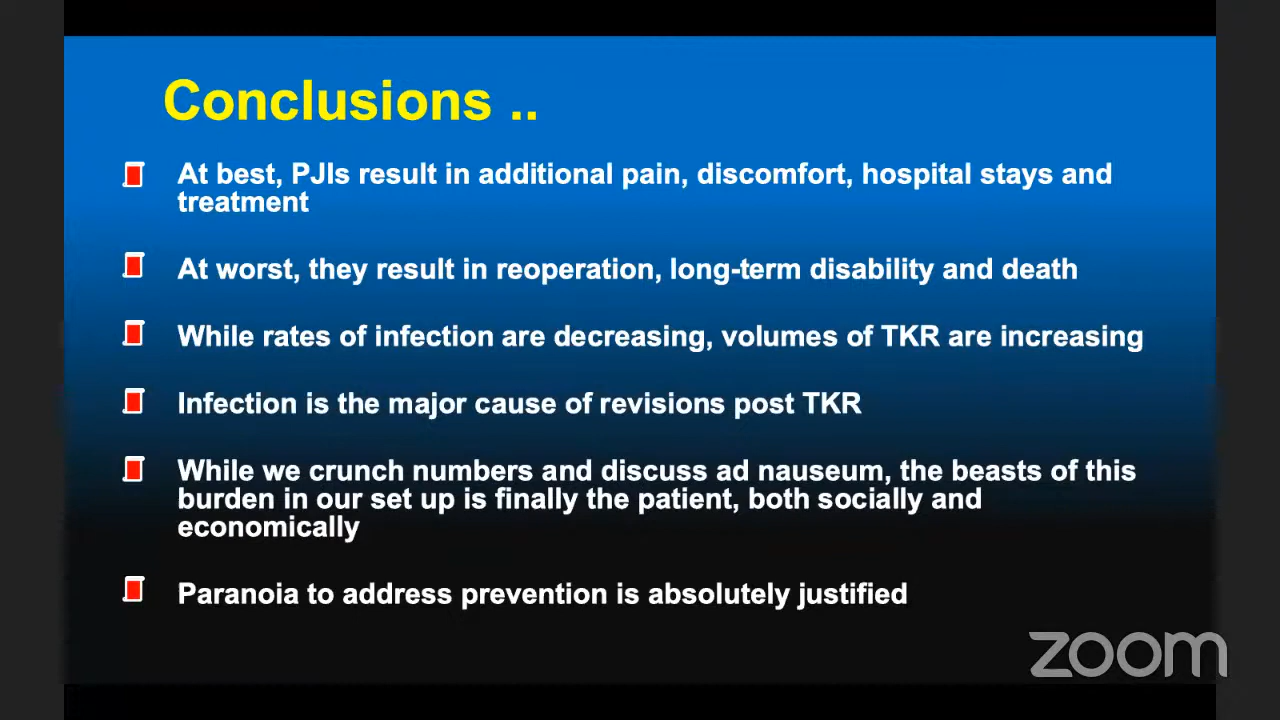 Conclusions ..
At best, PJIs result in additional pain, discomfort, hospital stays and
treatment
At worst, they result in reoperation, long-term disability and death
While rates of infection are decreasing, volumes of TKR are increasing
Infection is the major cause of revisions post TKR
While we crunch numbers and discuss ad nauseum, the beasts of this
burden in our set up is finally the patient, both socially and
economically
Paranoia to address prevention is absolutely justified
zoom